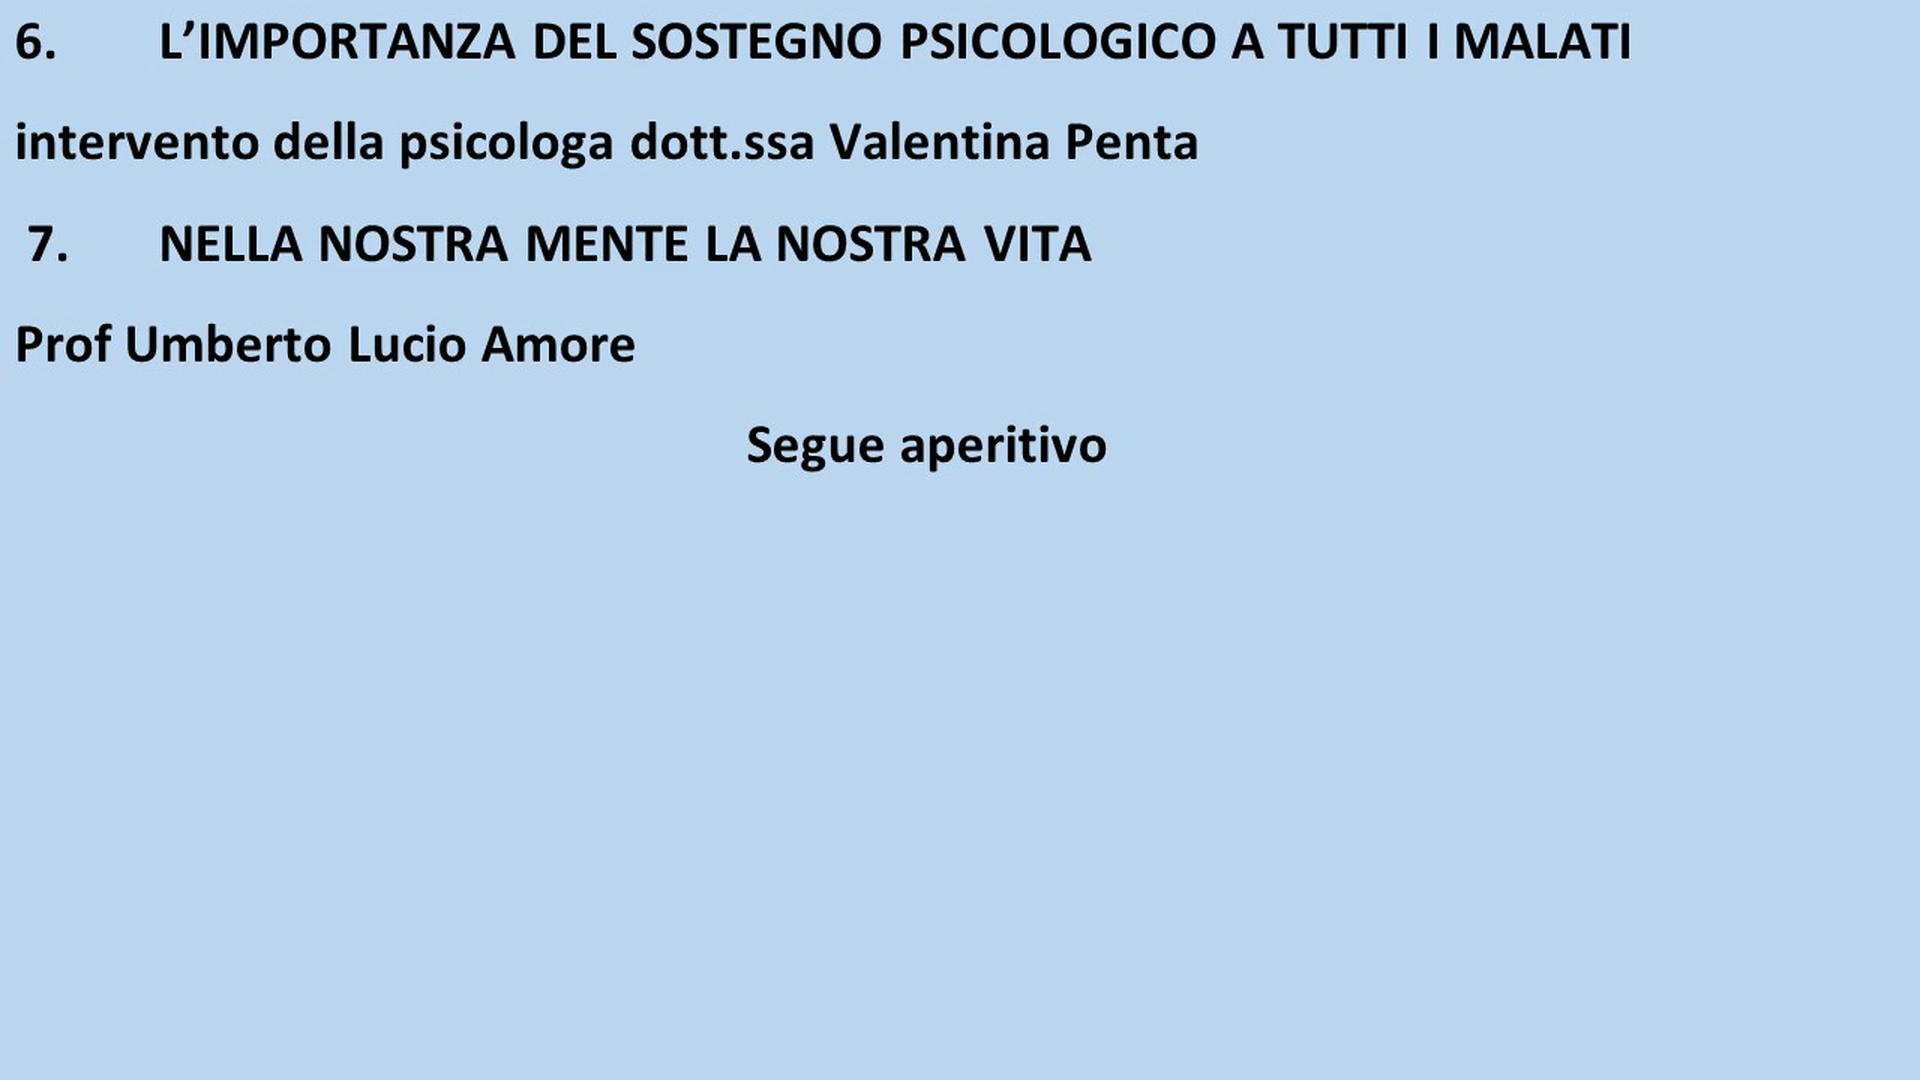 6. L’IMPORTANZA DEL SOSTEGNO PSICOLOGICO A TUTTI I MALATI
intervento della psicologa dott.ssa Valentina Penta
7. NELLA NOSTRA MENTE LA NOSTRA VITA
Prof Umberto Lucio Amore
Segue aperitivo